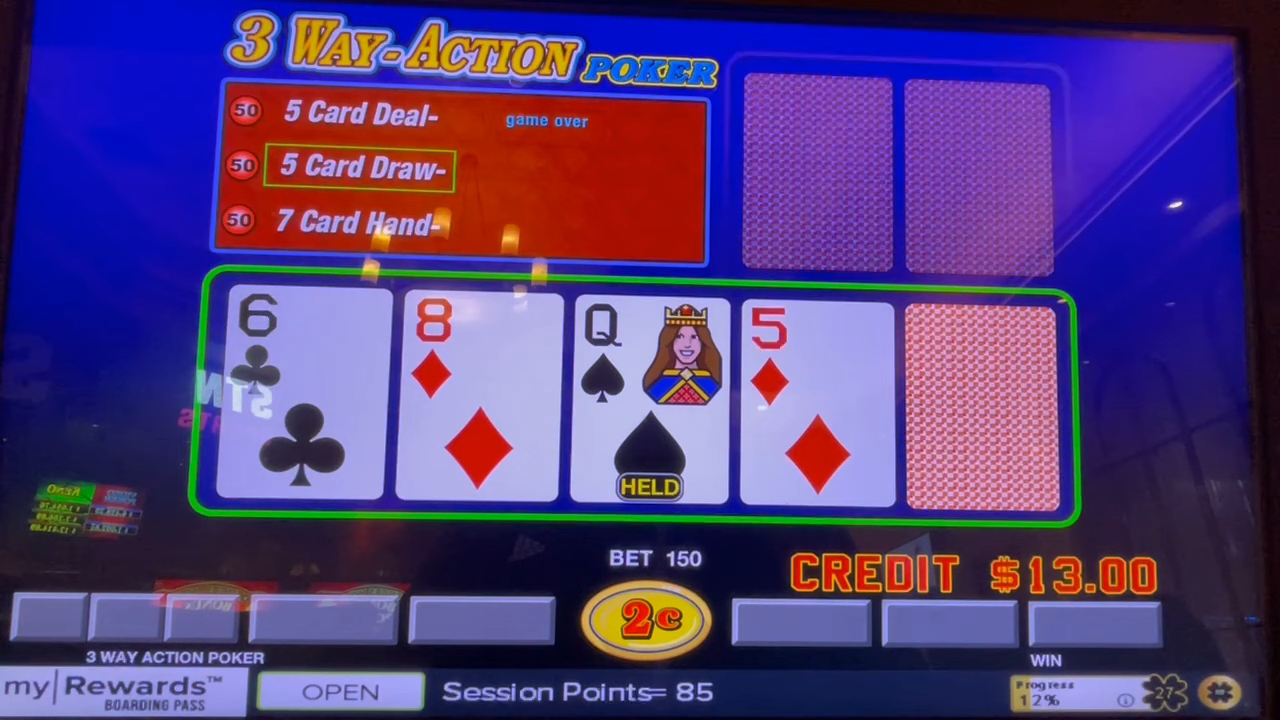 3 WAY-ACTION POKER
50 5 Card Deal- game over
50 5 Card Draw-
50 7 Card Hand-
6 8 Q 5
HELD
BET 150
CREDIT $13.00
2¢
3 WAY ACTION POKER
WIN
my|Rewards™
BOARDING PASS
OPEN
Session Points= 85
Progress
12%
27